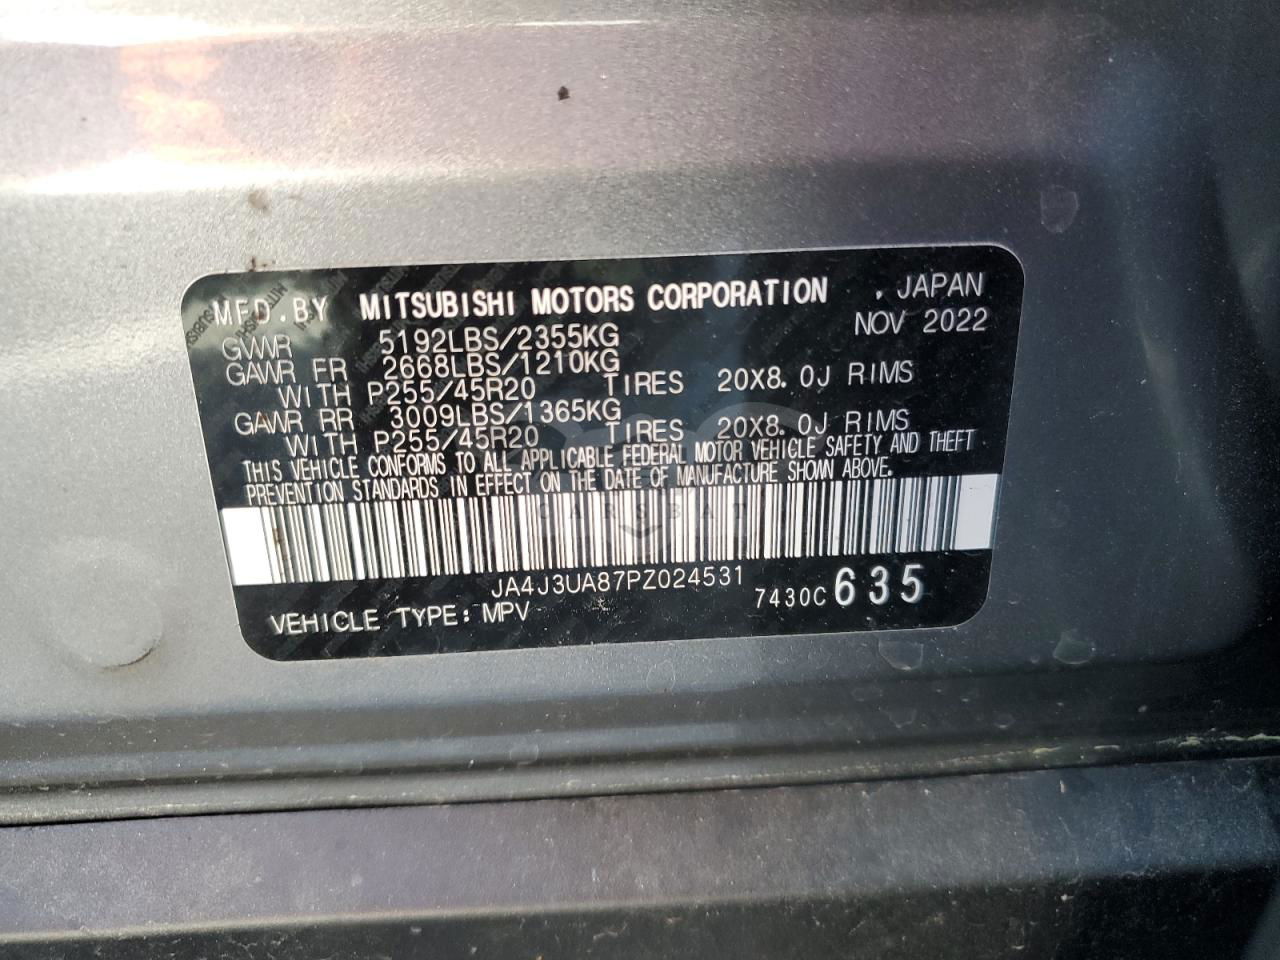 MFD. BY MITSUBISHI MOTORS CORPORATION , JAPAN
NOV 2022
GVWR 5192LBS/2355KG
GAWR FR 2668LBS/1210KG
WITH P255/45R20 TIRES 20X8.0J RIMS
GAWR RR 3009LBS/1365KG
WITH P255/45R20 TIRES 20X8.0J RIMS
THIS VEHICLE CONFORMS TO ALL APPLICABLE FEDERAL MOTOR VEHICLE SAFETY AND THEFT
PREVENTION STANDARDS IN EFFECT ON THE DATE OF MANUFACTURE SHOWN ABOVE.
CARSBAT
JA4J3UA87PZ024531
VEHICLE TYPE: MPV 7430C 635